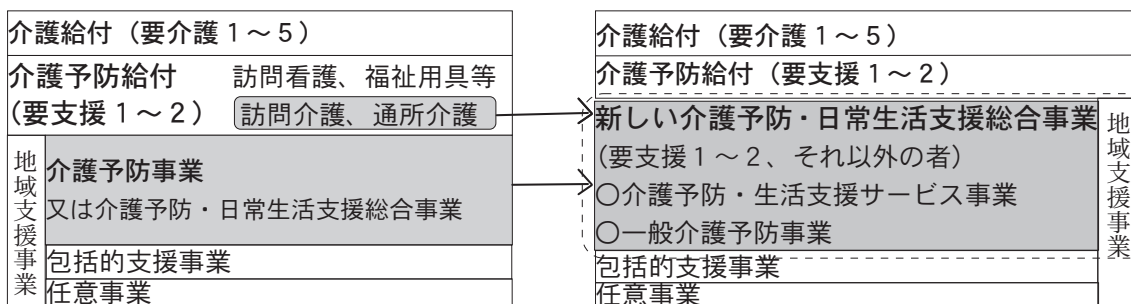 介護給付（要介護１～５）
介護予防給付　訪問看護、福祉用具等
(要支援１～２）　訪問介護、通所介護
地域支援事業
介護予防事業
又は介護予防・日常生活支援総合事業
包括的支援事業
任意事業
介護給付（要介護１～５）
介護予防給付（要支援１～２）
新しい介護予防・日常生活支援総合事業
(要支援１～２、それ以外の者）
〇介護予防・生活支援サービス事業
〇一般介護予防事業
地域支援事業
包括的支援事業
任意事業